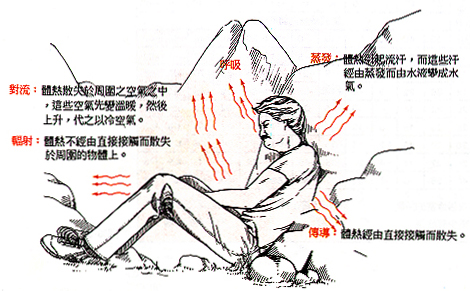 呼吸
蒸發：體熱引起流汗，而這些汗
經由蒸發而由水液變成水
氣。
對流：體熱散失於周圍之空氣之中
，這些空氣先變溫暖，然後
上升，代之以冷空氣。
輻射：體熱不經由直接接觸而散失
於周圍的物體上。
傳導：體熱經由直接接觸而散失。